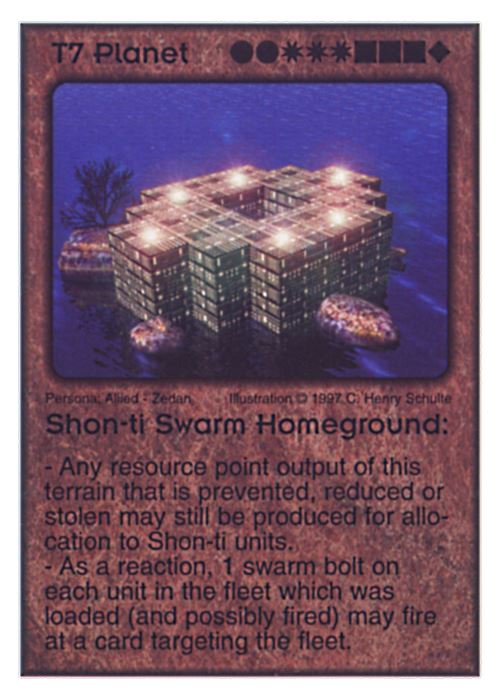 T7 Planet
Persona: Allied - Zedan. Illustration © 1997 C. Henry Schulte
Shon-ti Swarm Homeground:
- Any resource point output of this
terrain that is prevented, reduced or
stolen may still be produced for allo-
cation to Shon-ti units.
- As a reaction, 1 swarm bolt on
each unit in the fleet which was
loaded (and possibly fired) may fire
at a card targeting the fleet.